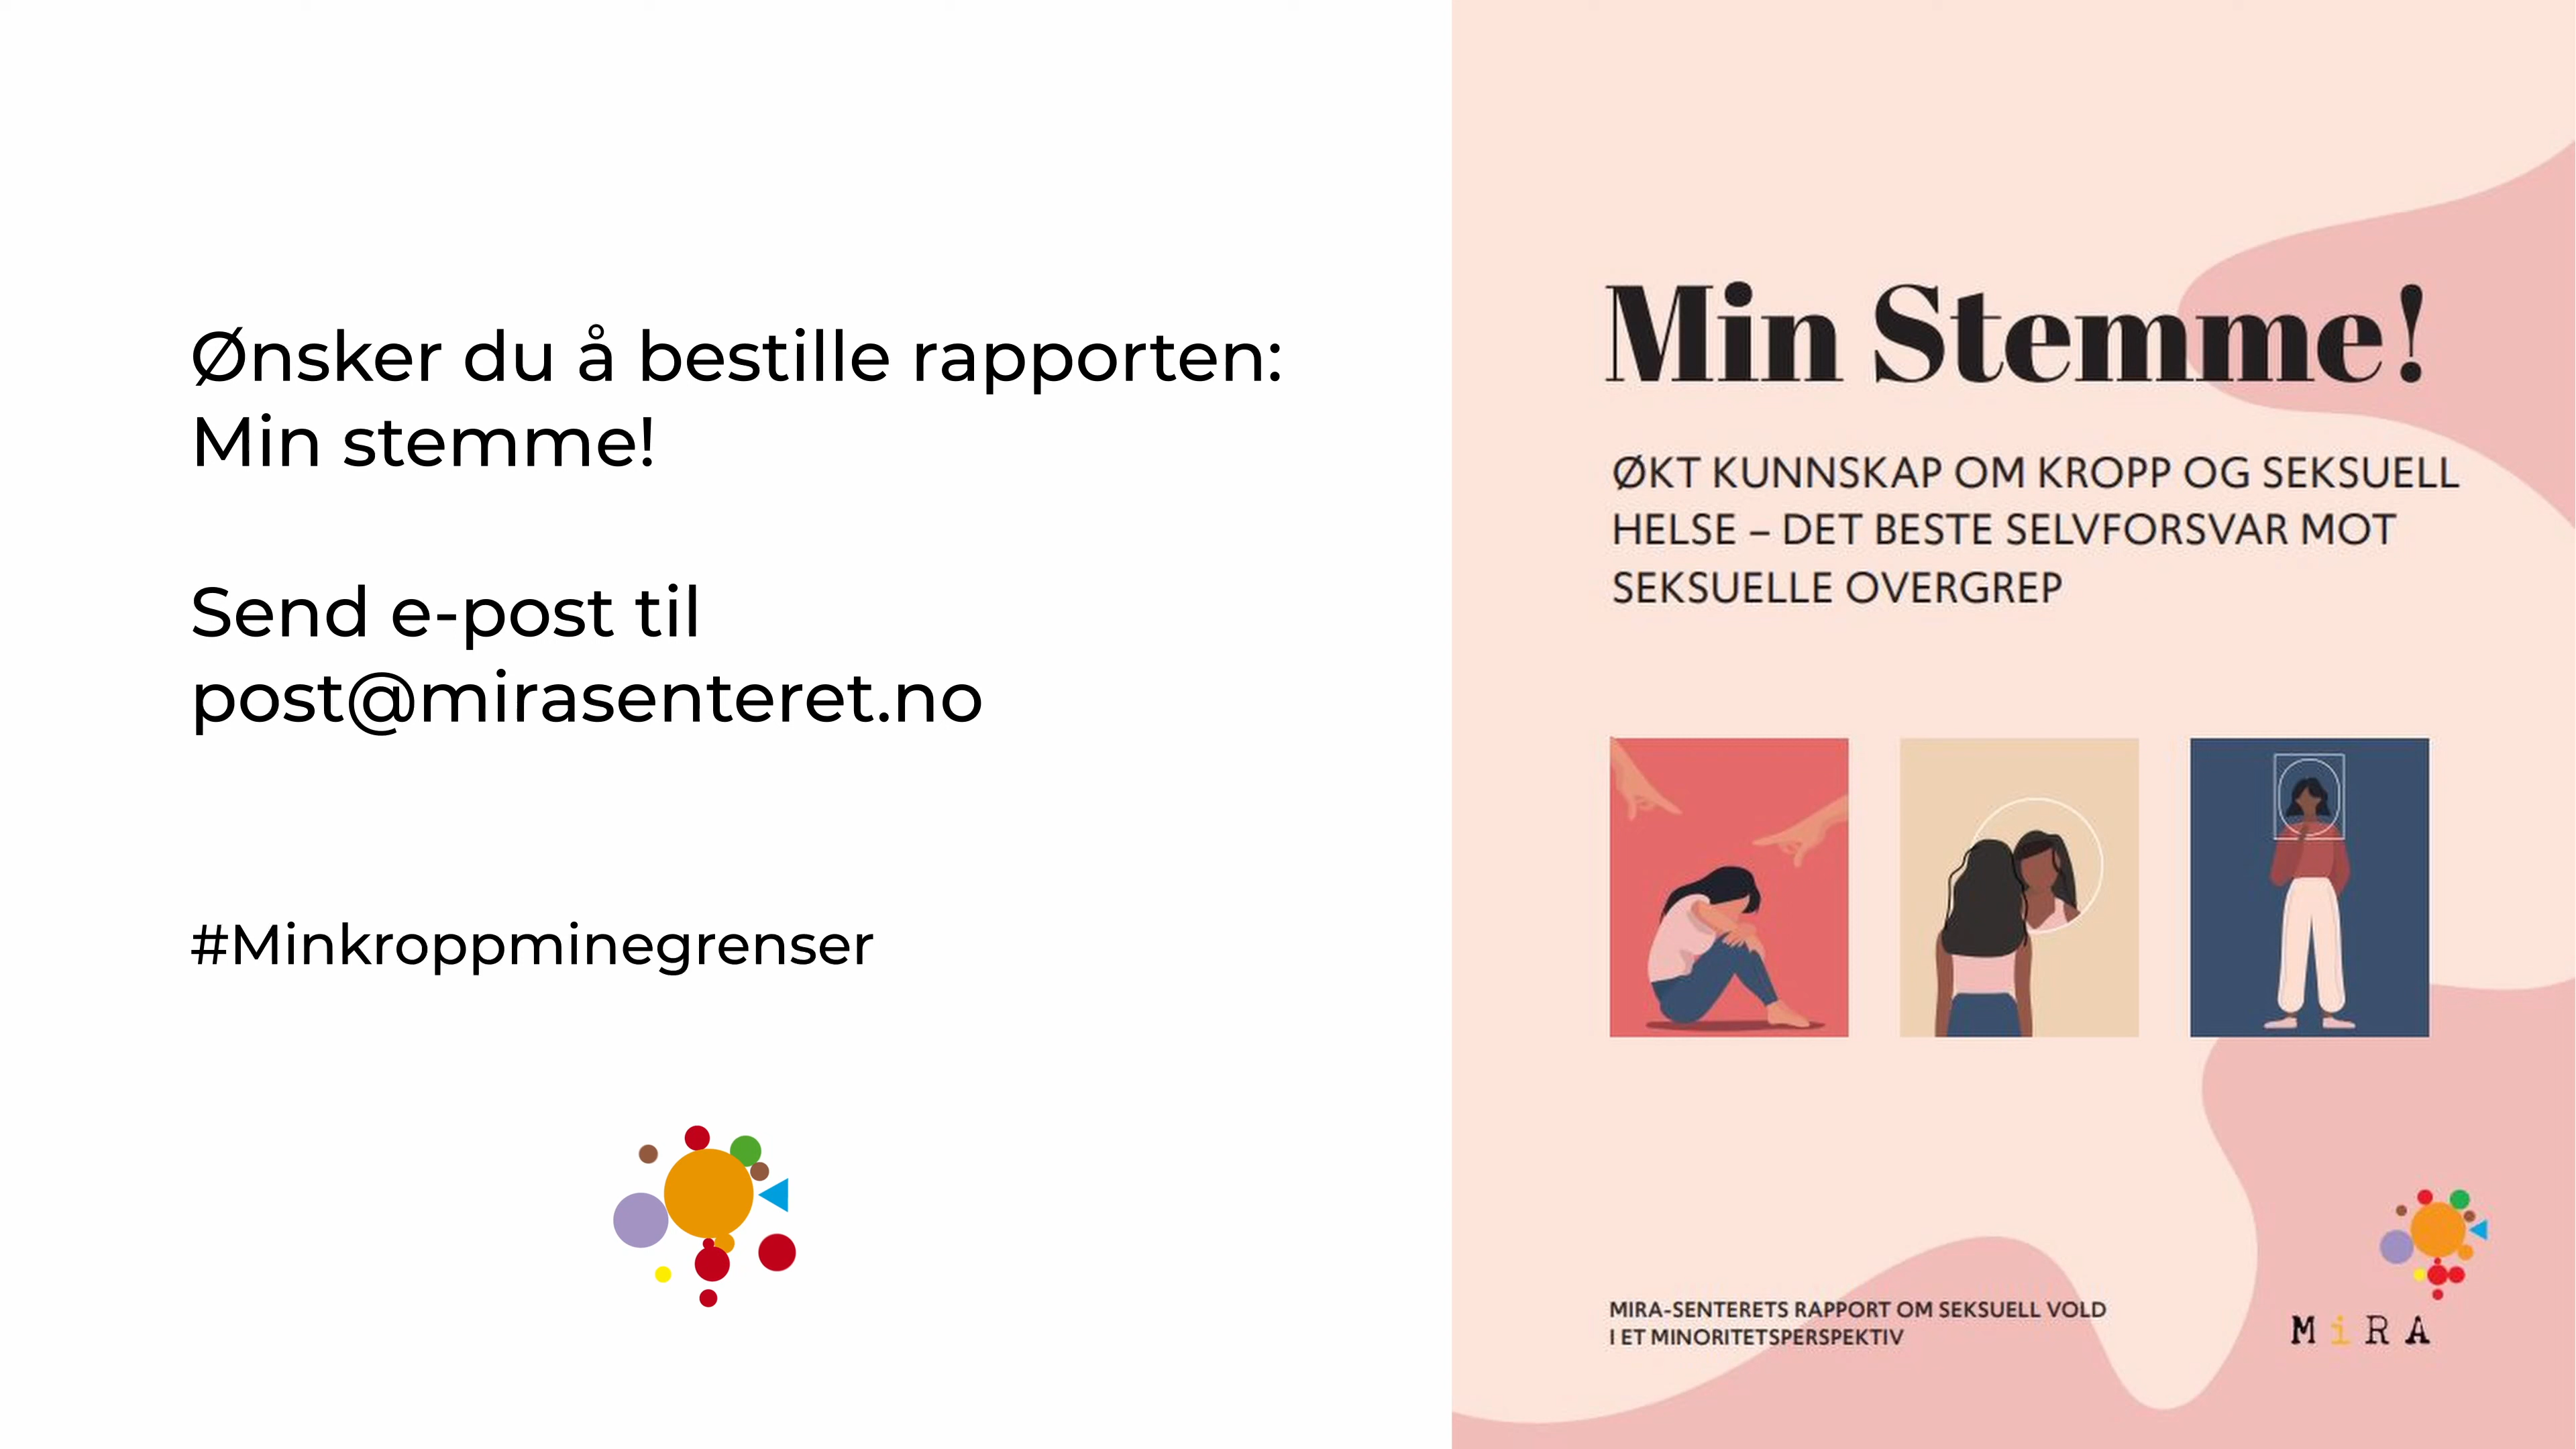 Ønsker du å bestille rapporten:
Min stemme!
Send e-post til
post@mirasenteret.no
#Minkroppminegrenser
Min Stemme!
ØKT KUNNSKAP OM KROPP OG SEKSUELL
HELSE – DET BESTE SELVFORSVAR MOT
SEKSUELLE OVERGREP
MIRA-SENTERETS RAPPORT OM SEKSUELL VOLD
I ET MINORITETSPERSPEKTIV
MiRA